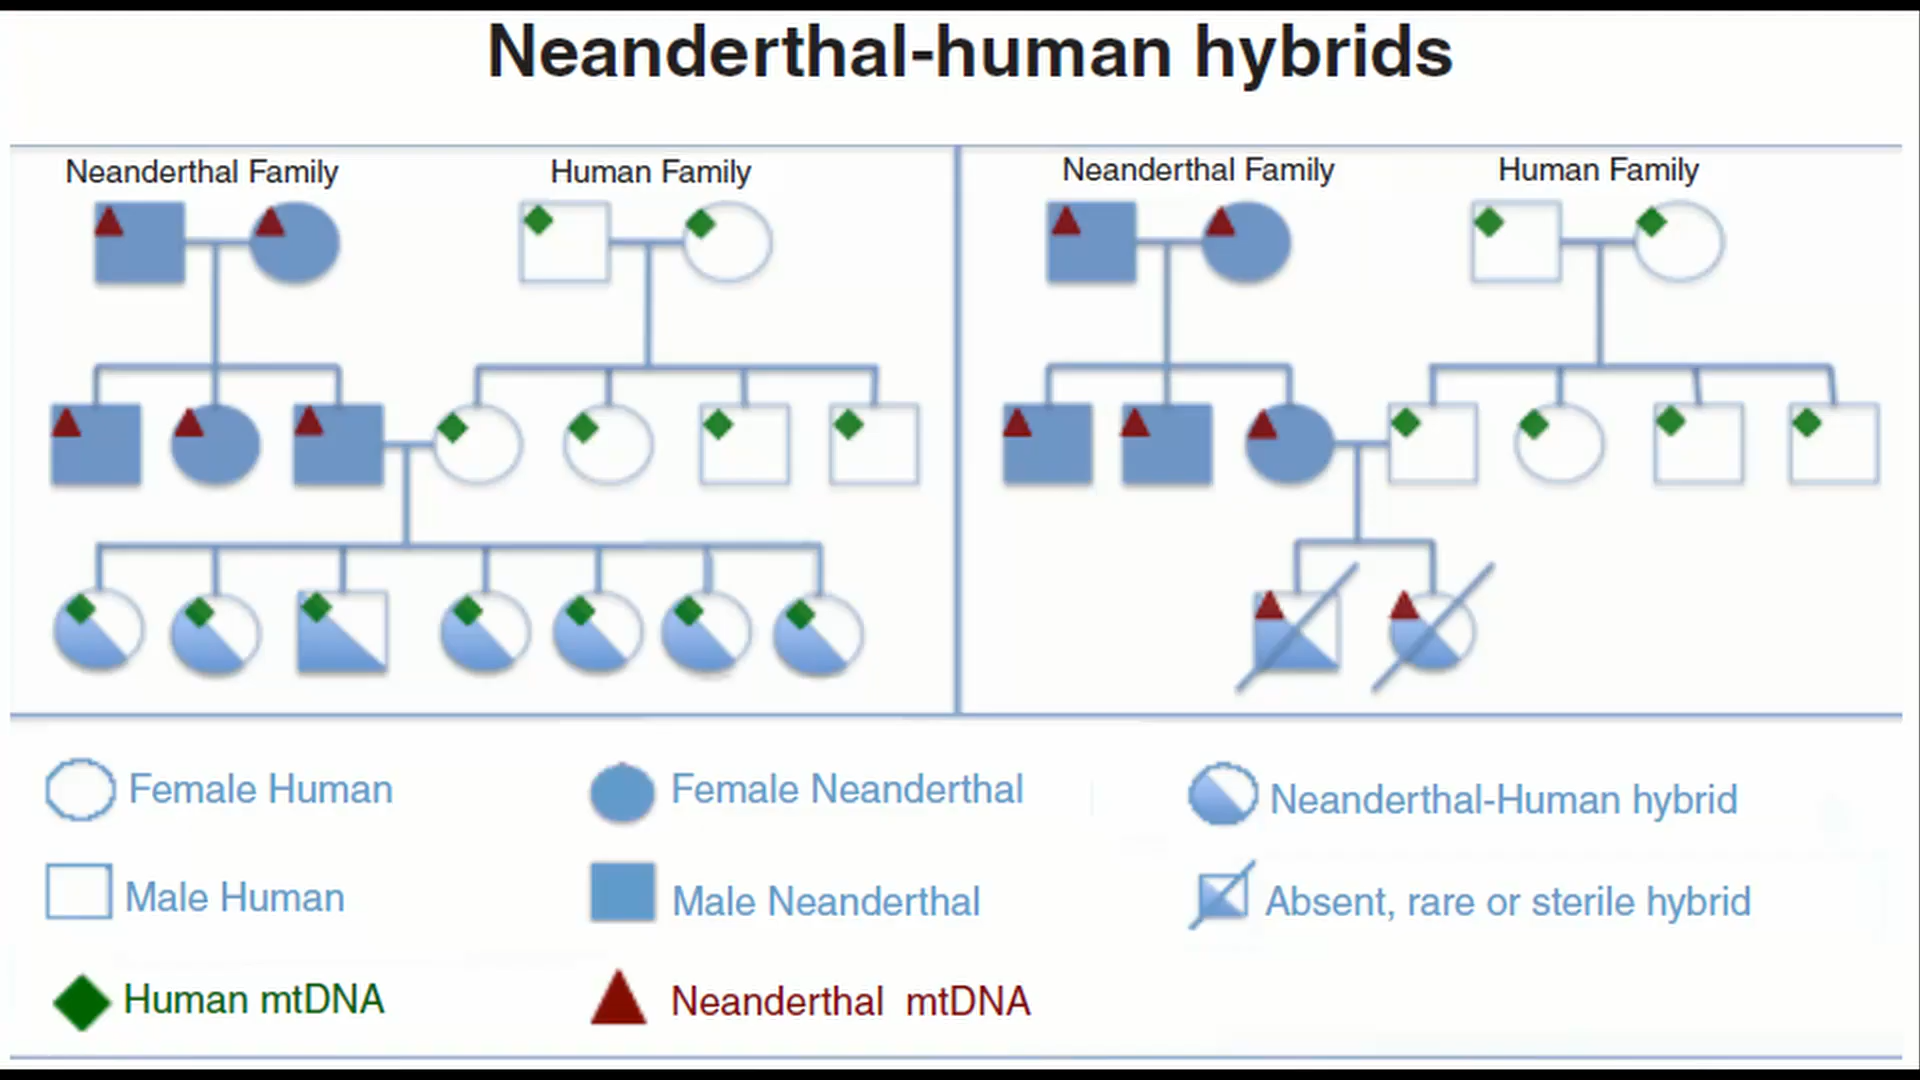 Neanderthal-human hybrids
Neanderthal Family
Human Family
Neanderthal Family
Human Family
Female Human
Female Neanderthal
Neanderthal-Human hybrid
Male Human
Male Neanderthal
Absent, rare or sterile hybrid
Human mtDNA
Neanderthal mtDNA